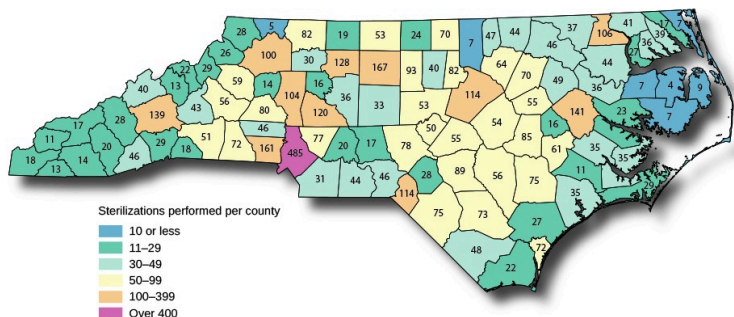 28 5 82 19 53 24 70 7 47 44 37 106 41 17 7
26 100 30 128 167 93 40 82 64 46 44 27 36 39
40 13 22 29 59 14 104 16 36 33 53 114 70 49 36 7 4 9
17 28 139 43 56 80 120 54 55 141 23 7
11 20 46 29 18 51 72 46 161 485 77 20 17 78 50 55 85 16 61 35 35
18 13 14 31 44 46 114 28 89 56 75 11 35 29
75 73 27
48 22 72
Sterilizations performed per county
10 or less
11–29
30–49
50–99
100–399
Over 400